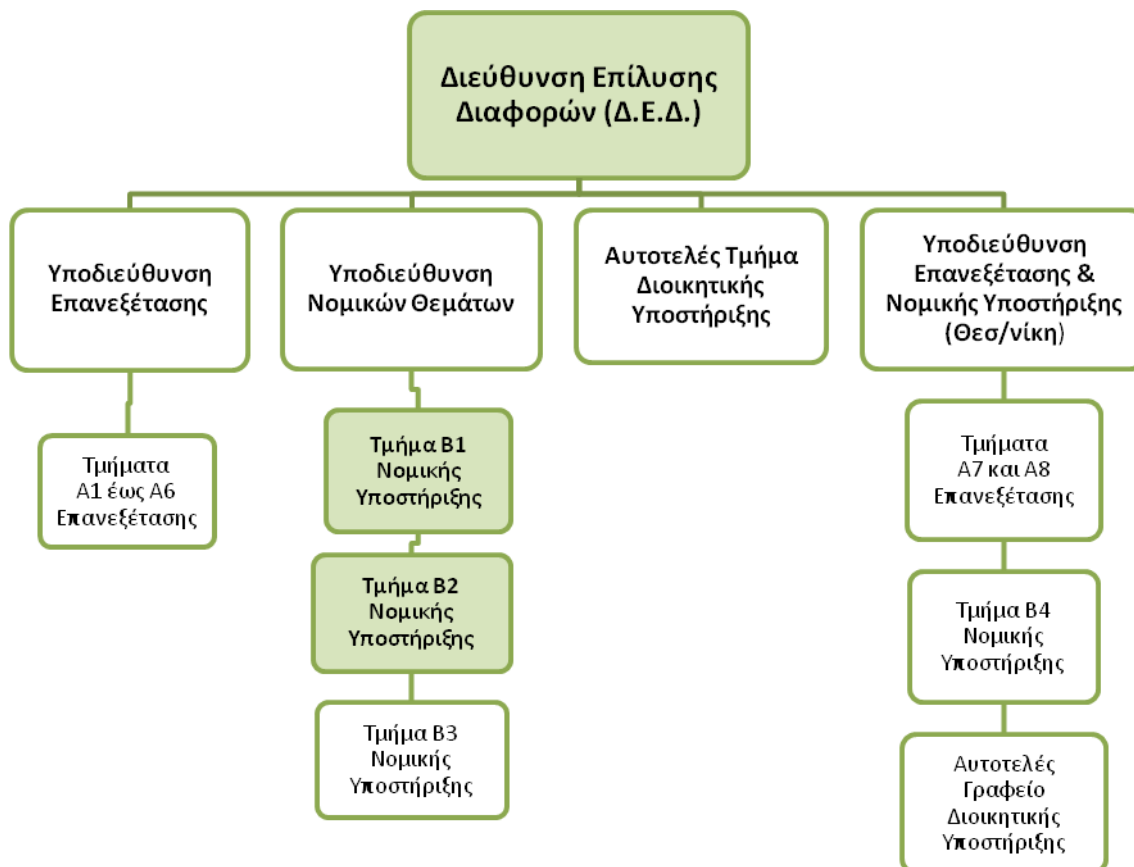 Διεύθυνση Επίλυσης
Διαφορών (Δ.Ε.Δ.)
Υποδιεύθυνση
Επανεξέτασης
Υποδιεύθυνση
Νομικών Θεμάτων
Αυτοτελές Τμήμα
Διοικητικής
Υποστήριξης
Υποδιεύθυνση
Επανεξέτασης &
Νομικής Υποστήριξης
(Θεσ/νίκη)
Τμήματα
Α1 έως Α6
Επανεξέτασης
Τμήμα Β1
Νομικής
Υποστήριξης
Τμήμα Β2
Νομικής
Υποστήριξης
Τμήμα Β3
Νομικής
Υποστήριξης
Τμήματα
Α7 και Α8
Επανεξέτασης
Τμήμα Β4
Νομικής
Υποστήριξης
Αυτοτελές
Γραφείο
Διοικητικής
Υποστήριξης